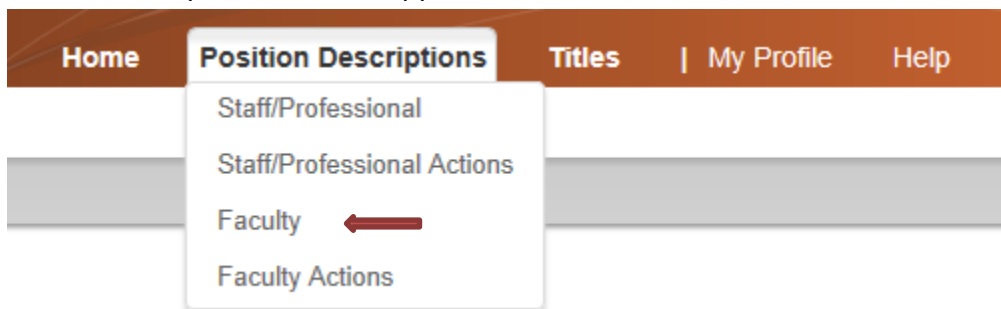 Home Position Descriptions Titles | My Profile Help
Staff/Professional
Staff/Professional Actions
Faculty
Faculty Actions